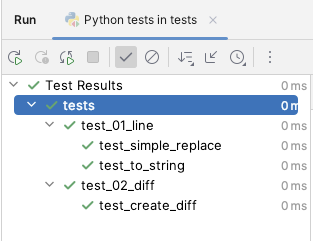 Run Python tests in tests
Test Results 0 ms
tests 0 m
test_01_line 0 ms
test_simple_replace 0 ms
test_to_string 0 ms
test_02_diff 0 ms
test_create_diff 0 ms